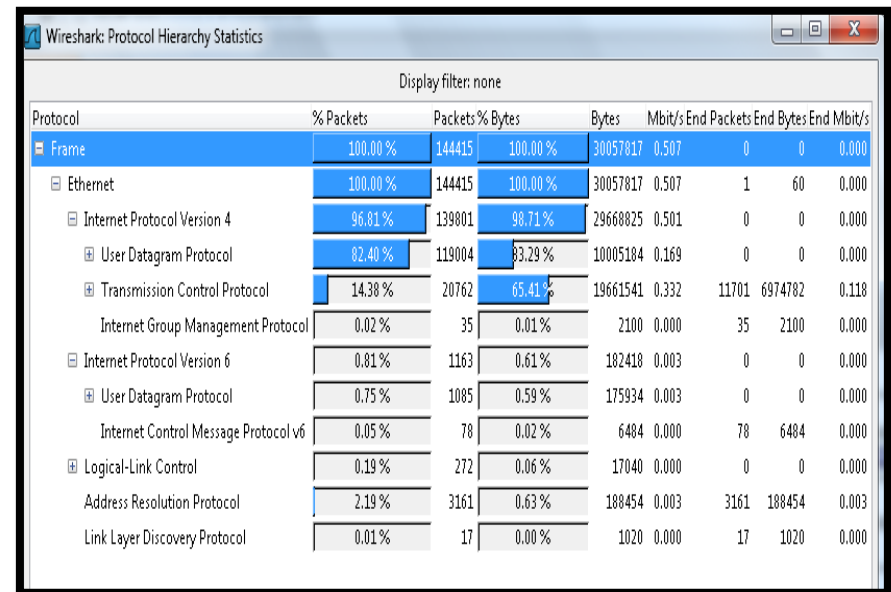 Wireshark: Protocol Hierarchy Statistics
Display filter: none
Protocol % Packets Packets % Bytes Bytes Mbit/s End Packets End Bytes End Mbit/s
Frame 100.00 % 144415 100.00 % 30057817 0.507 0 0 0.000
Ethernet 100.00 % 144415 100.00 % 30057817 0.507 1 60 0.000
Internet Protocol Version 4 96.81 % 139801 98.71 % 29668825 0.501 0 0 0.000
User Datagram Protocol 82.40 % 119004 33.29 % 10005184 0.169 0 0 0.000
Transmission Control Protocol 14.38 % 20762 65.41 % 19661541 0.332 11701 6974782 0.118
Internet Group Management Protocol 0.02 % 35 0.01 % 2100 0.000 35 2100 0.000
Internet Protocol Version 6 0.81 % 1163 0.61 % 182418 0.003 0 0 0.000
User Datagram Protocol 0.75 % 1085 0.59 % 175934 0.003 0 0 0.000
Internet Control Message Protocol v6 0.05 % 78 0.02 % 6484 0.000 78 6484 0.000
Logical-Link Control 0.19 % 272 0.06 % 17040 0.000 0 0 0.000
Address Resolution Protocol 2.19 % 3161 0.63 % 188454 0.003 3161 188454 0.003
Link Layer Discovery Protocol 0.01 % 17 0.00 % 1020 0.000 17 1020 0.000